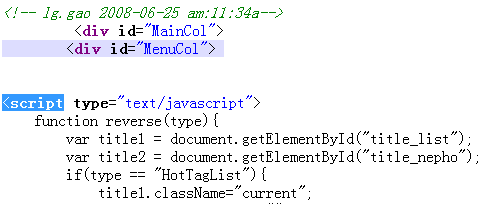 <!-- lg.gao 2008-06-25 am:11:34a-->
<div id="MainCol">
<div id="MenuCol">
<script type="text/javascript">
function reverse(type){
var title1 = document.getElementById("title_list");
var title2 = document.getElementById("title_nepho");
if(type == "HotTagList"){
title1.className="current";